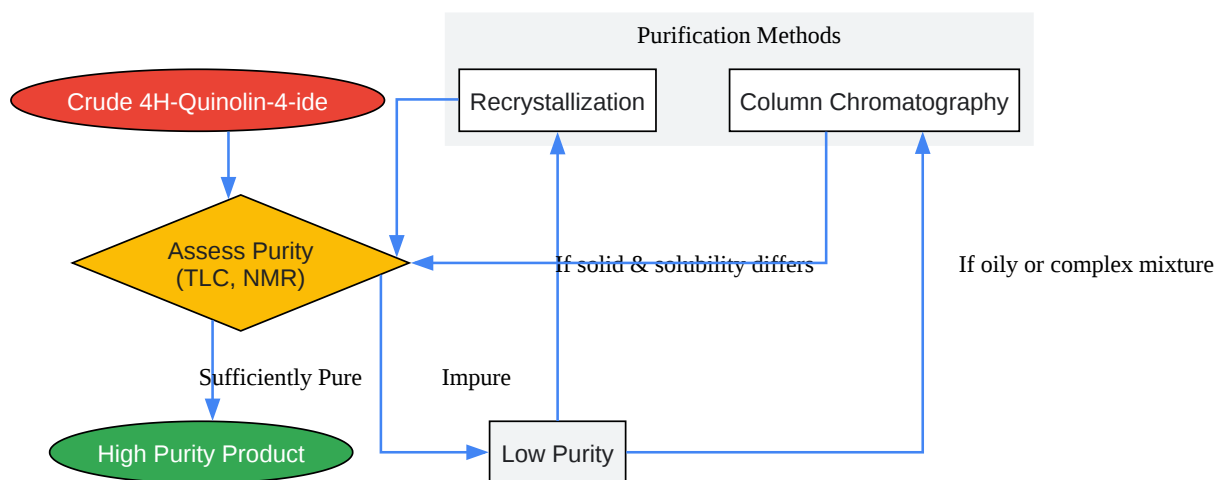 Purification Methods
Crude 4H-Quinolin-4-ide
Recrystallization
Column Chromatography
Assess Purity
(TLC, NMR)
If solid & solubility differs
If oily or complex mixture
Sufficiently Pure
Impure
High Purity Product
Low Purity